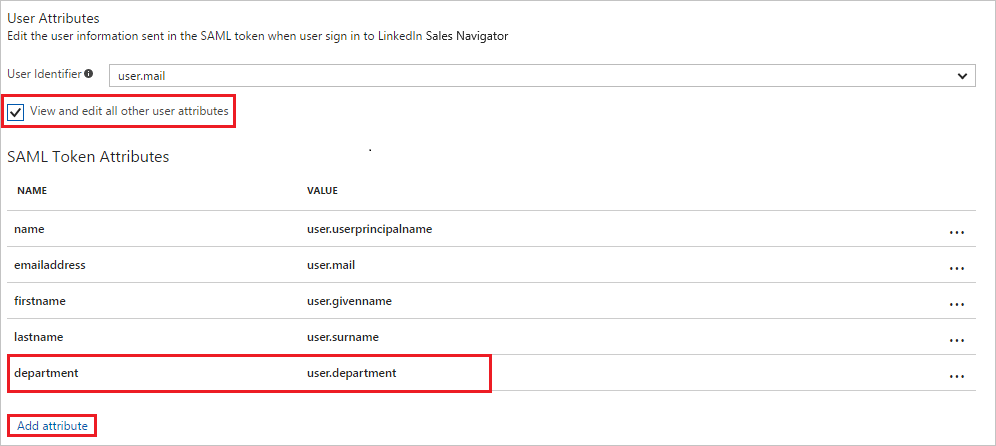 User Attributes
Edit the user information sent in the SAML token when user sign in to LinkedIn Sales Navigator
User Identifier
user.mail
View and edit all other user attributes
SAML Token Attributes
NAME VALUE
name user.userprincipalname ...
emailaddress user.mail ...
firstname user.givenname ...
lastname user.surname ...
department user.department ...
Add attribute